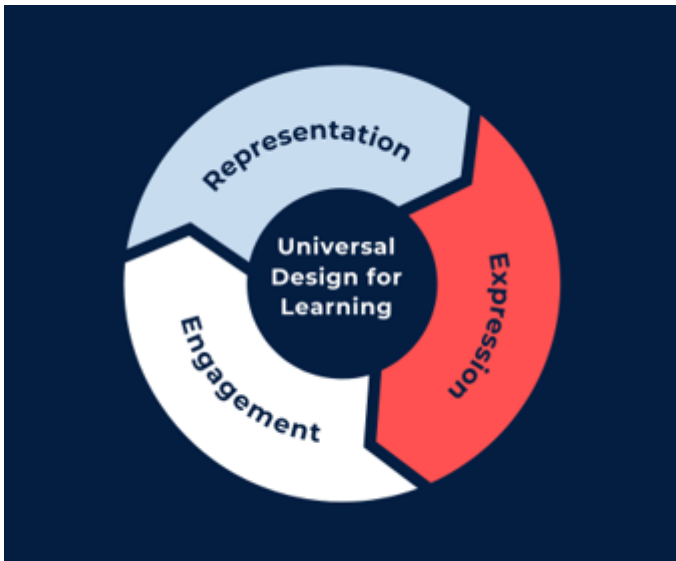 Representation
Universal
Design for
Learning
Expression
Engagement